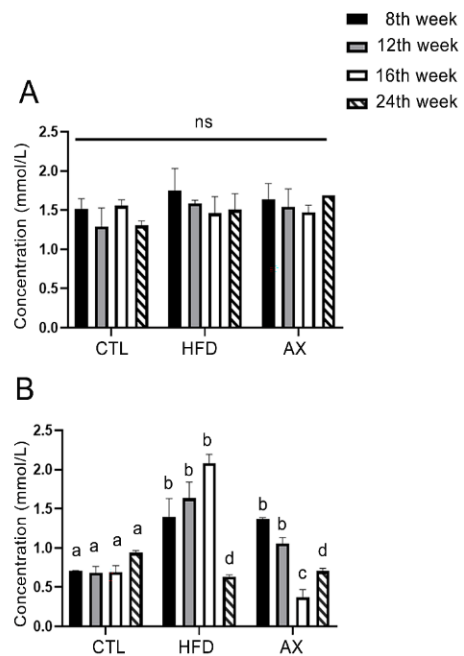 8th week
12th week
16th week
24th week
A
ns
Concentration (mmol/L)
2.5
2.0
1.5
1.0
0.5
0.0
CTL HFD AX
B
Concentration (mmol/L)
2.5
2.0
1.5
1.0
0.5
0.0
a a a a b b b d b b c d
CTL HFD AX